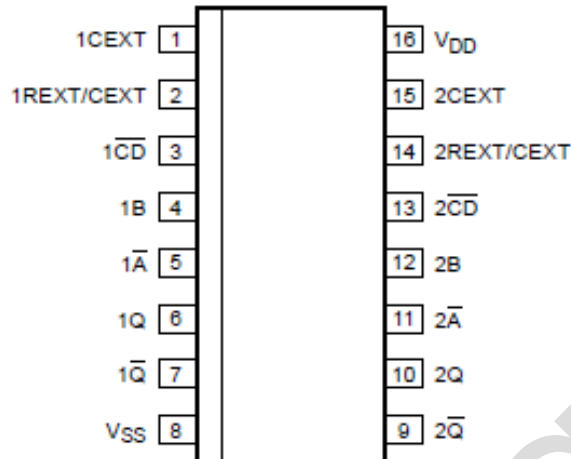 1CEXT 1 16 VDD
1REXT/CEXT 2 15 2CEXT
1C̅D̅ 3 14 2REXT/CEXT
1B 4 13 2C̅D̅
1A̅ 5 12 2B
1Q 6 11 2A̅
1Q̅ 7 10 2Q
VSS 8 9 2Q̅